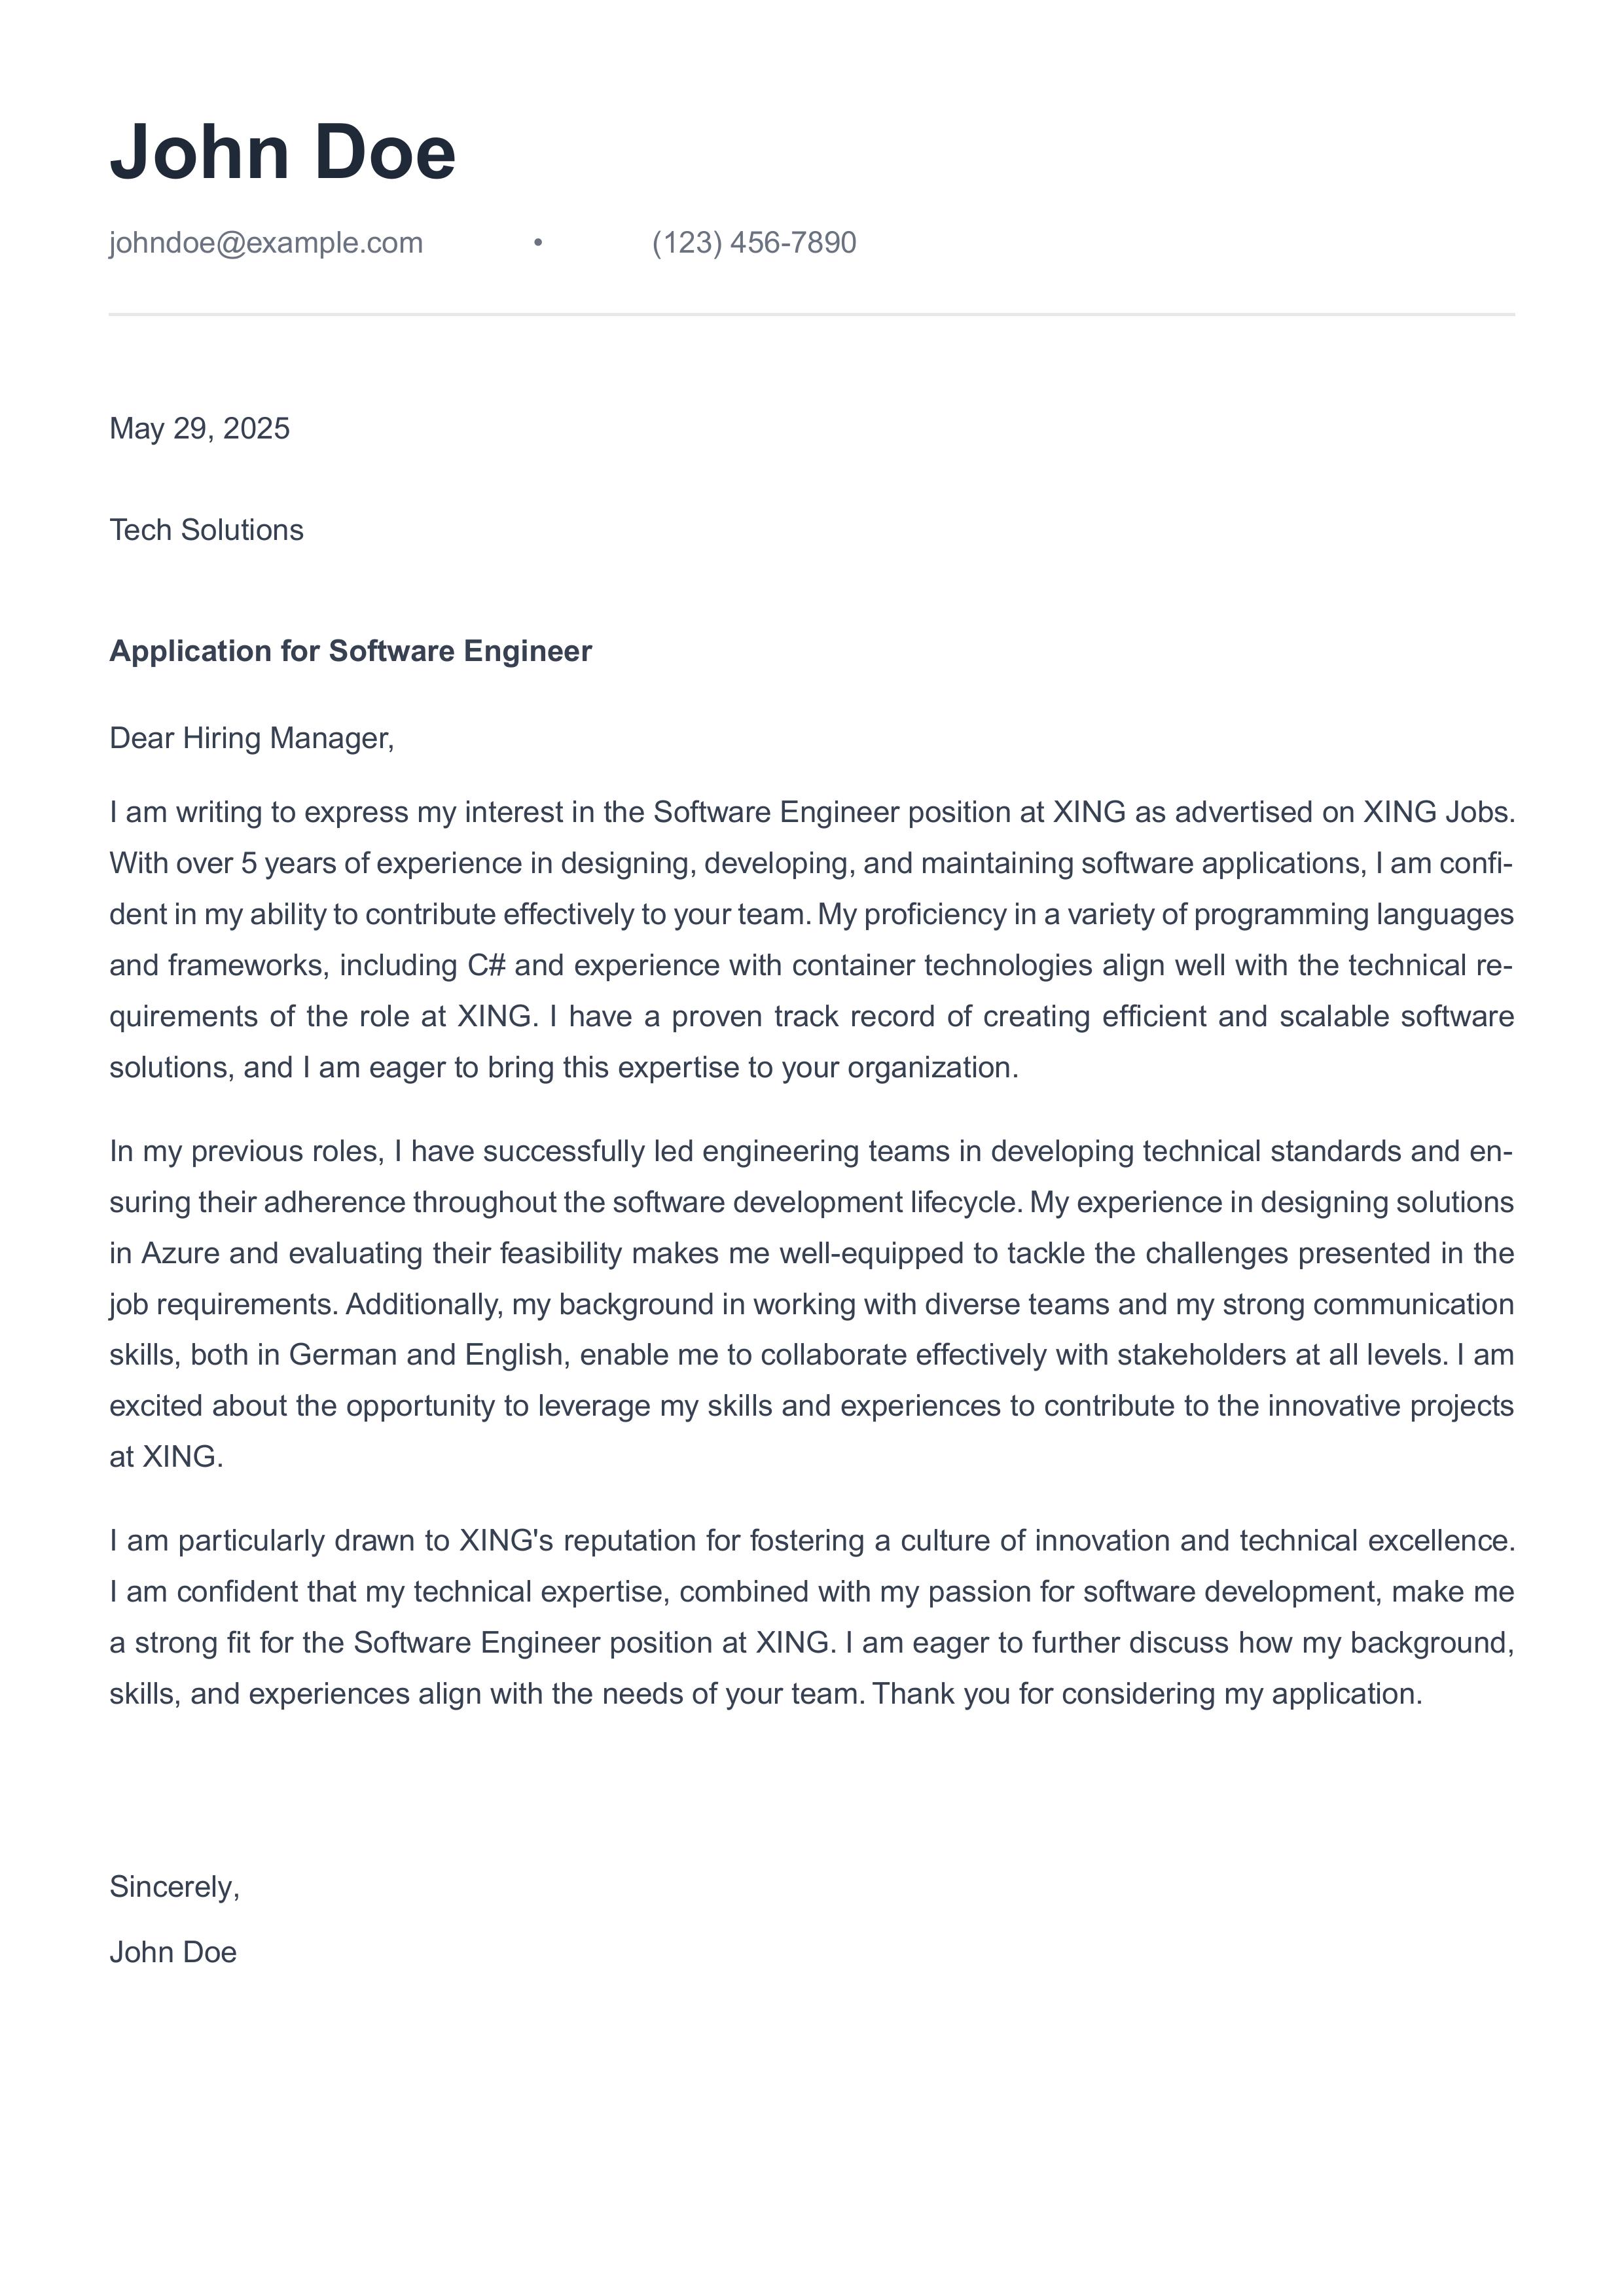 John Doe
johndoe@example.com • (123) 456-7890
May 29, 2025
Tech Solutions
Application for Software Engineer
Dear Hiring Manager,
I am writing to express my interest in the Software Engineer position at XING as advertised on XING Jobs.
With over 5 years of experience in designing, developing, and maintaining software applications, I am confi-
dent in my ability to contribute effectively to your team. My proficiency in a variety of programming languages
and frameworks, including C# and experience with container technologies align well with the technical re-
quirements of the role at XING. I have a proven track record of creating efficient and scalable software
solutions, and I am eager to bring this expertise to your organization.
In my previous roles, I have successfully led engineering teams in developing technical standards and en-
suring their adherence throughout the software development lifecycle. My experience in designing solutions
in Azure and evaluating their feasibility makes me well-equipped to tackle the challenges presented in the
job requirements. Additionally, my background in working with diverse teams and my strong communication
skills, both in German and English, enable me to collaborate effectively with stakeholders at all levels. I am
excited about the opportunity to leverage my skills and experiences to contribute to the innovative projects
at XING.
I am particularly drawn to XING's reputation for fostering a culture of innovation and technical excellence.
I am confident that my technical expertise, combined with my passion for software development, make me
a strong fit for the Software Engineer position at XING. I am eager to further discuss how my background,
skills, and experiences align with the needs of your team. Thank you for considering my application.
Sincerely,
John Doe